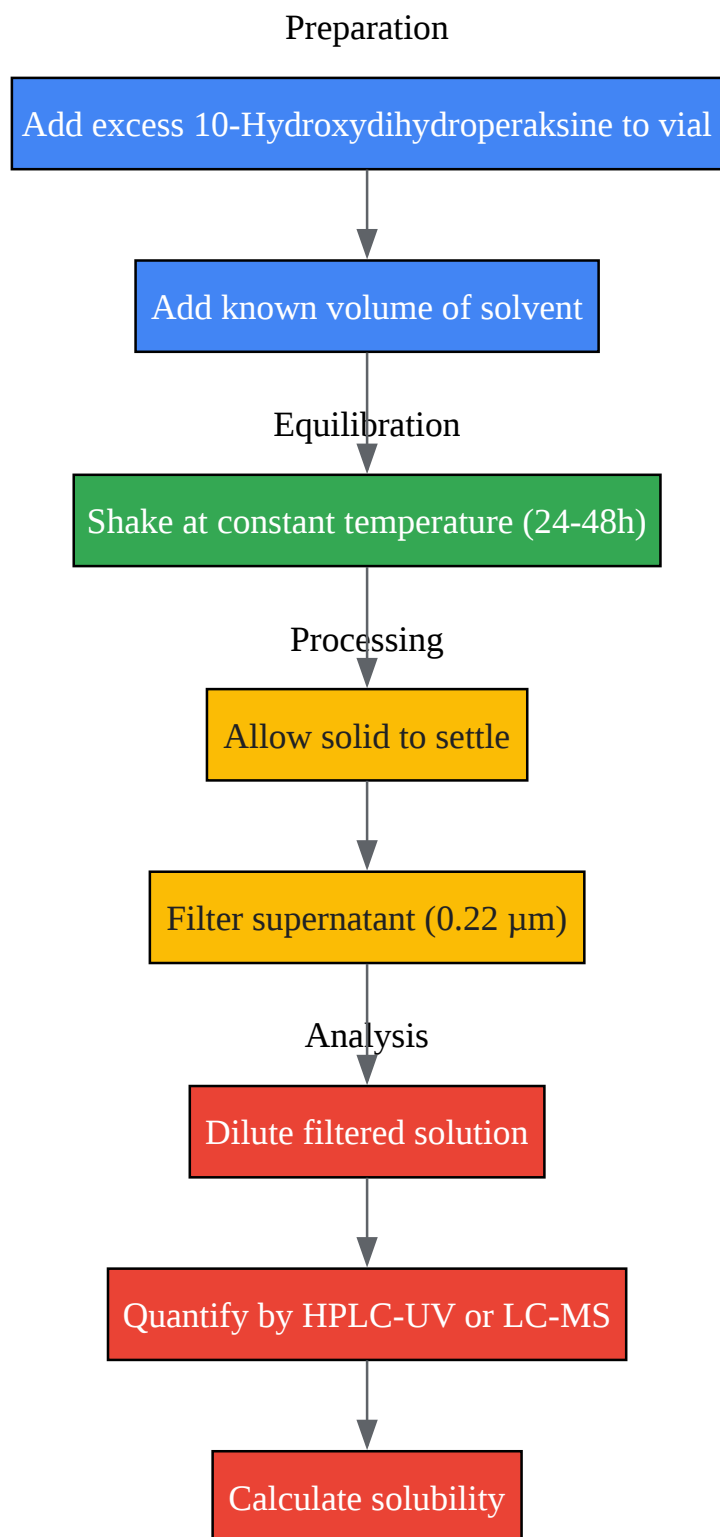 Preparation
Add excess 10-Hydroxydihydroperaksine to vial
Add known volume of solvent
Equilibration
Shake at constant temperature (24-48h)
Processing
Allow solid to settle
Filter supernatant (0.22 µm)
Analysis
Dilute filtered solution
Quantify by HPLC-UV or LC-MS
Calculate solubility